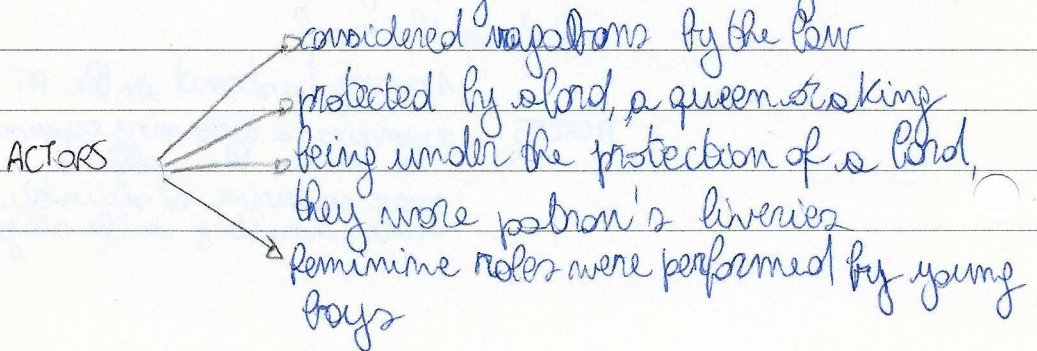 considered vagabons by the law
protected by a lord, a queen or a king
ACTORS
being under the protection of a lord,
they wore patron's liveries
feminine roles were performed by young
boys